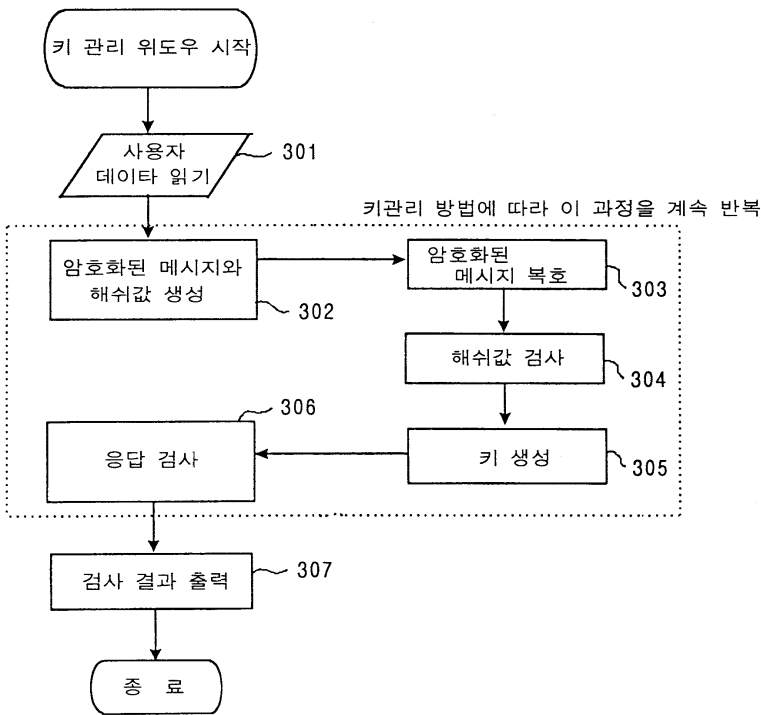 키 관리 위도우 시작
사용자
데이타 읽기
301
키관리 방법에 따라 이 과정을 계속 반복
암호화된 메시지와
해쉬값 생성
302
암호화된
메시지 복호
303
해쉬값 검사
304
키 생성
305
306
응답 검사
검사 결과 출력
307
종 료